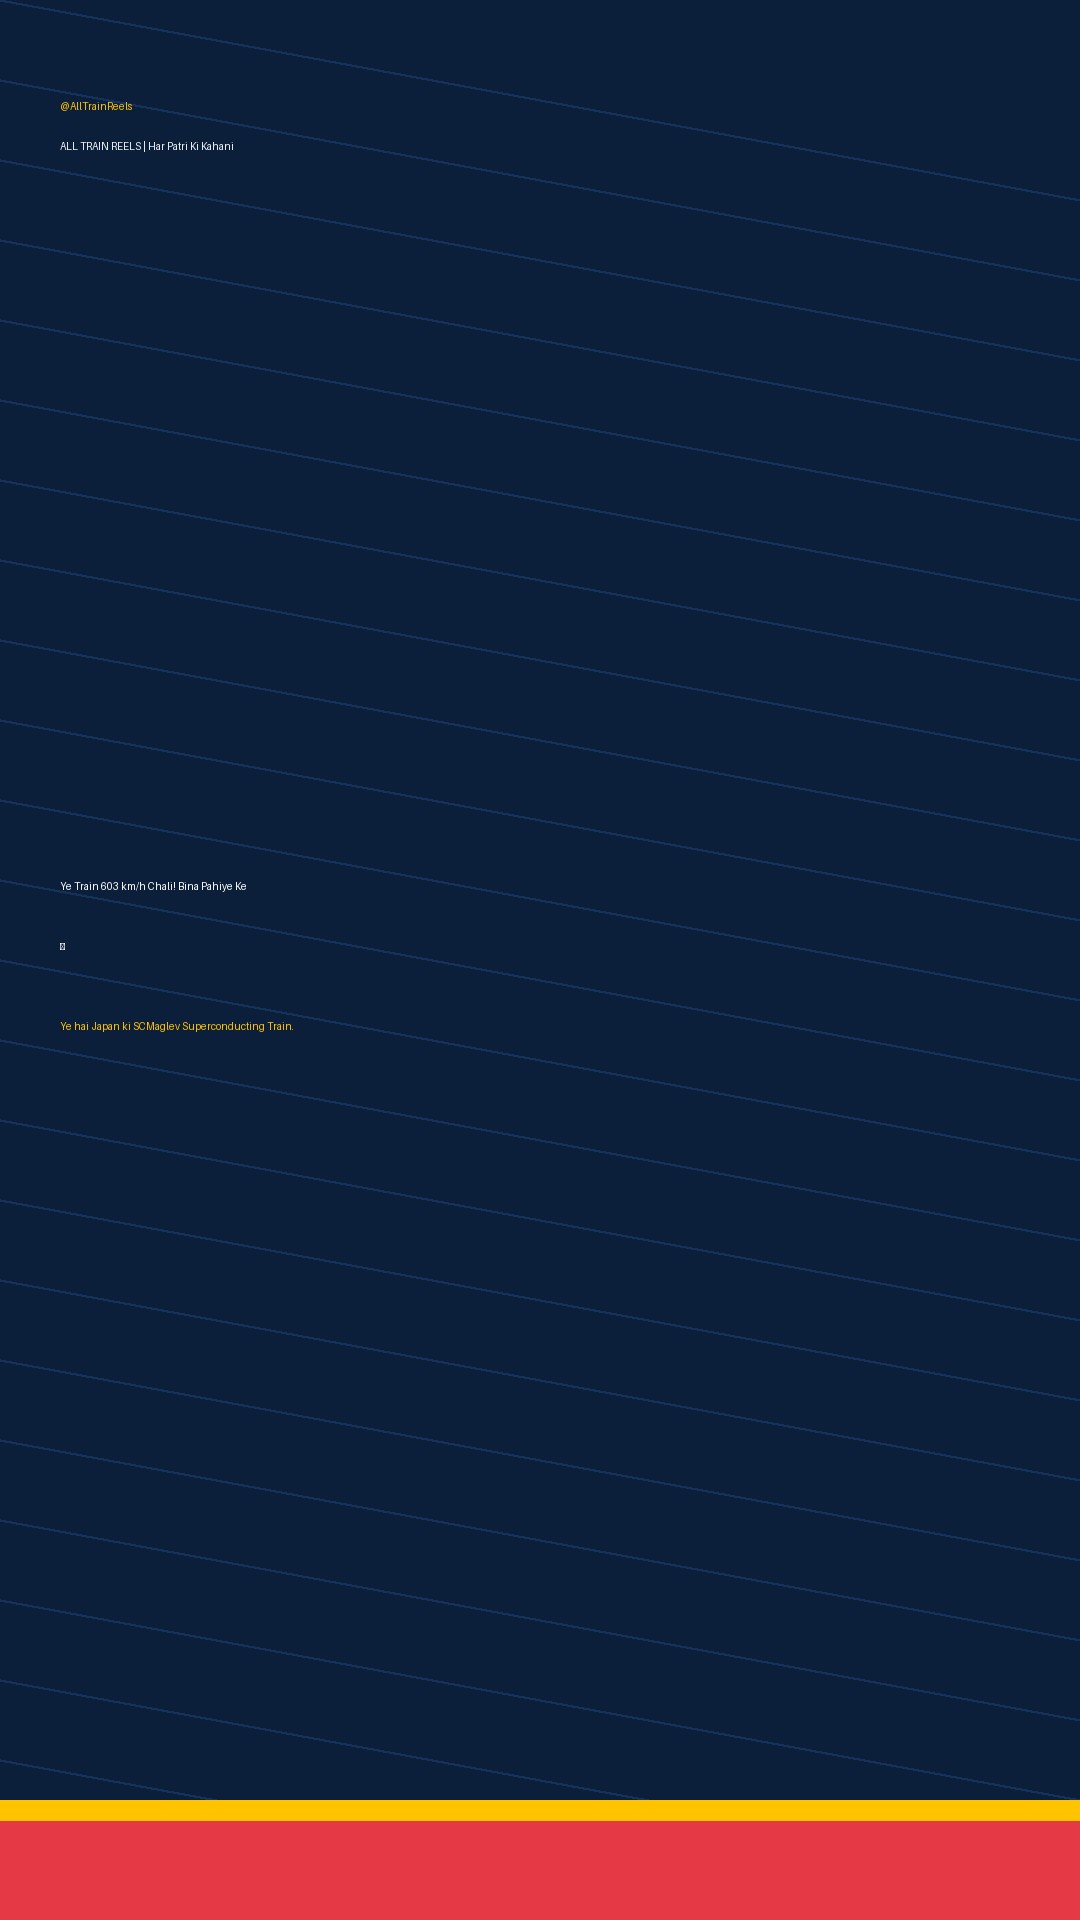 @AllTrainReels
ALL TRAIN REELS | Har Patri Ki Kahani
Ye Train 603 km/h Chali! Bina Pahiye Ke
Ye hai Japan ki SCMaglev Superconducting Train.